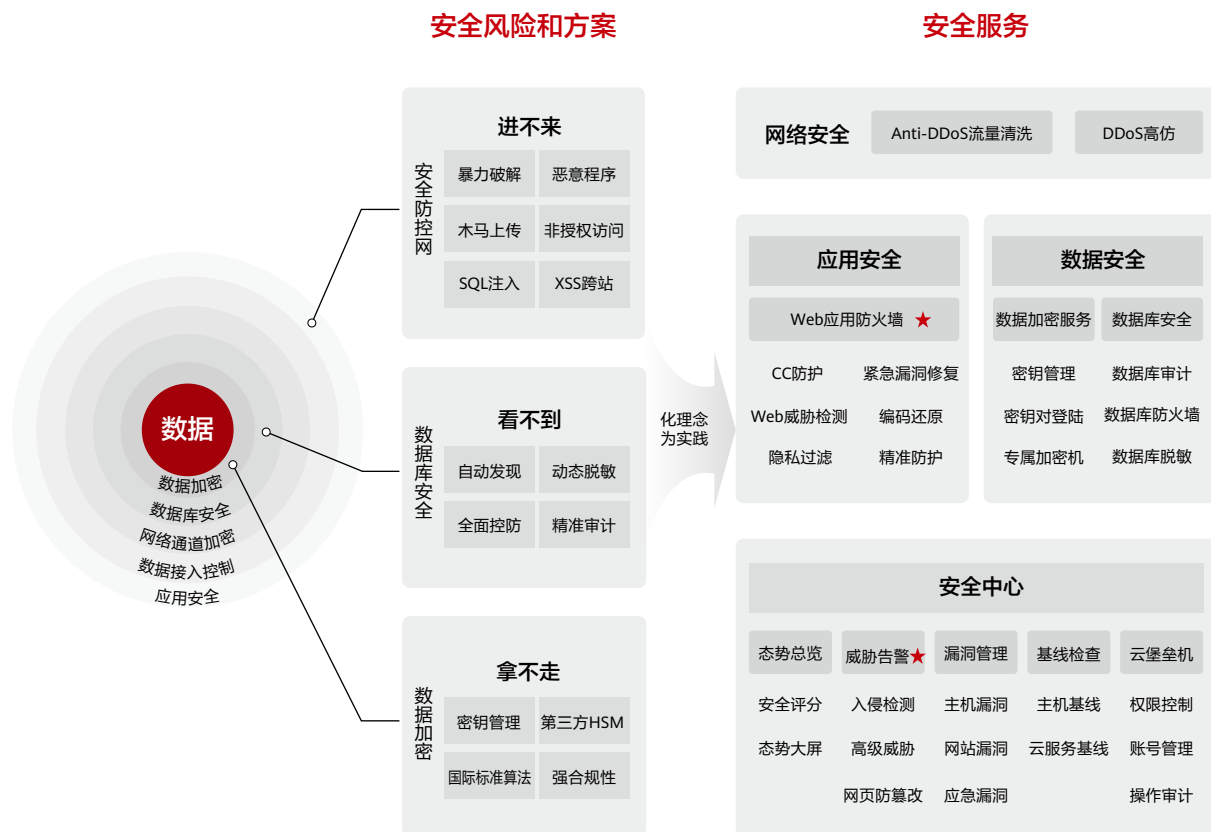 安全风险和方案
安全服务
数据
数据加密
数据库安全
网络通道加密
数据接入控制
应用安全
安全防控网
进不来
暴力破解
恶意程序
木马上传
非授权访问
SQL注入
XSS跨站
数据库安全
看不到
自动发现
动态脱敏
全面控防
精准审计
数据加密
拿不走
密钥管理
第三方HSM
国际标准算法
强合规性
化理念
为实践
网络安全
Anti-DDoS流量清洗
DDoS高仿
应用安全
Web应用防火墙
CC防护
紧急漏洞修复
Web威胁检测
编码还原
隐私过滤
精准防护
数据安全
数据加密服务
数据库安全
密钥管理
数据库审计
密钥对登陆
数据库防火墙
专属加密机
数据库脱敏
安全中心
态势总览
威胁告警
漏洞管理
基线检查
云堡垒机
安全评分
入侵检测
主机漏洞
主机基线
权限控制
态势大屏
高级威胁
网站漏洞
云服务基线
账号管理
网页防篡改
应急漏洞
操作审计